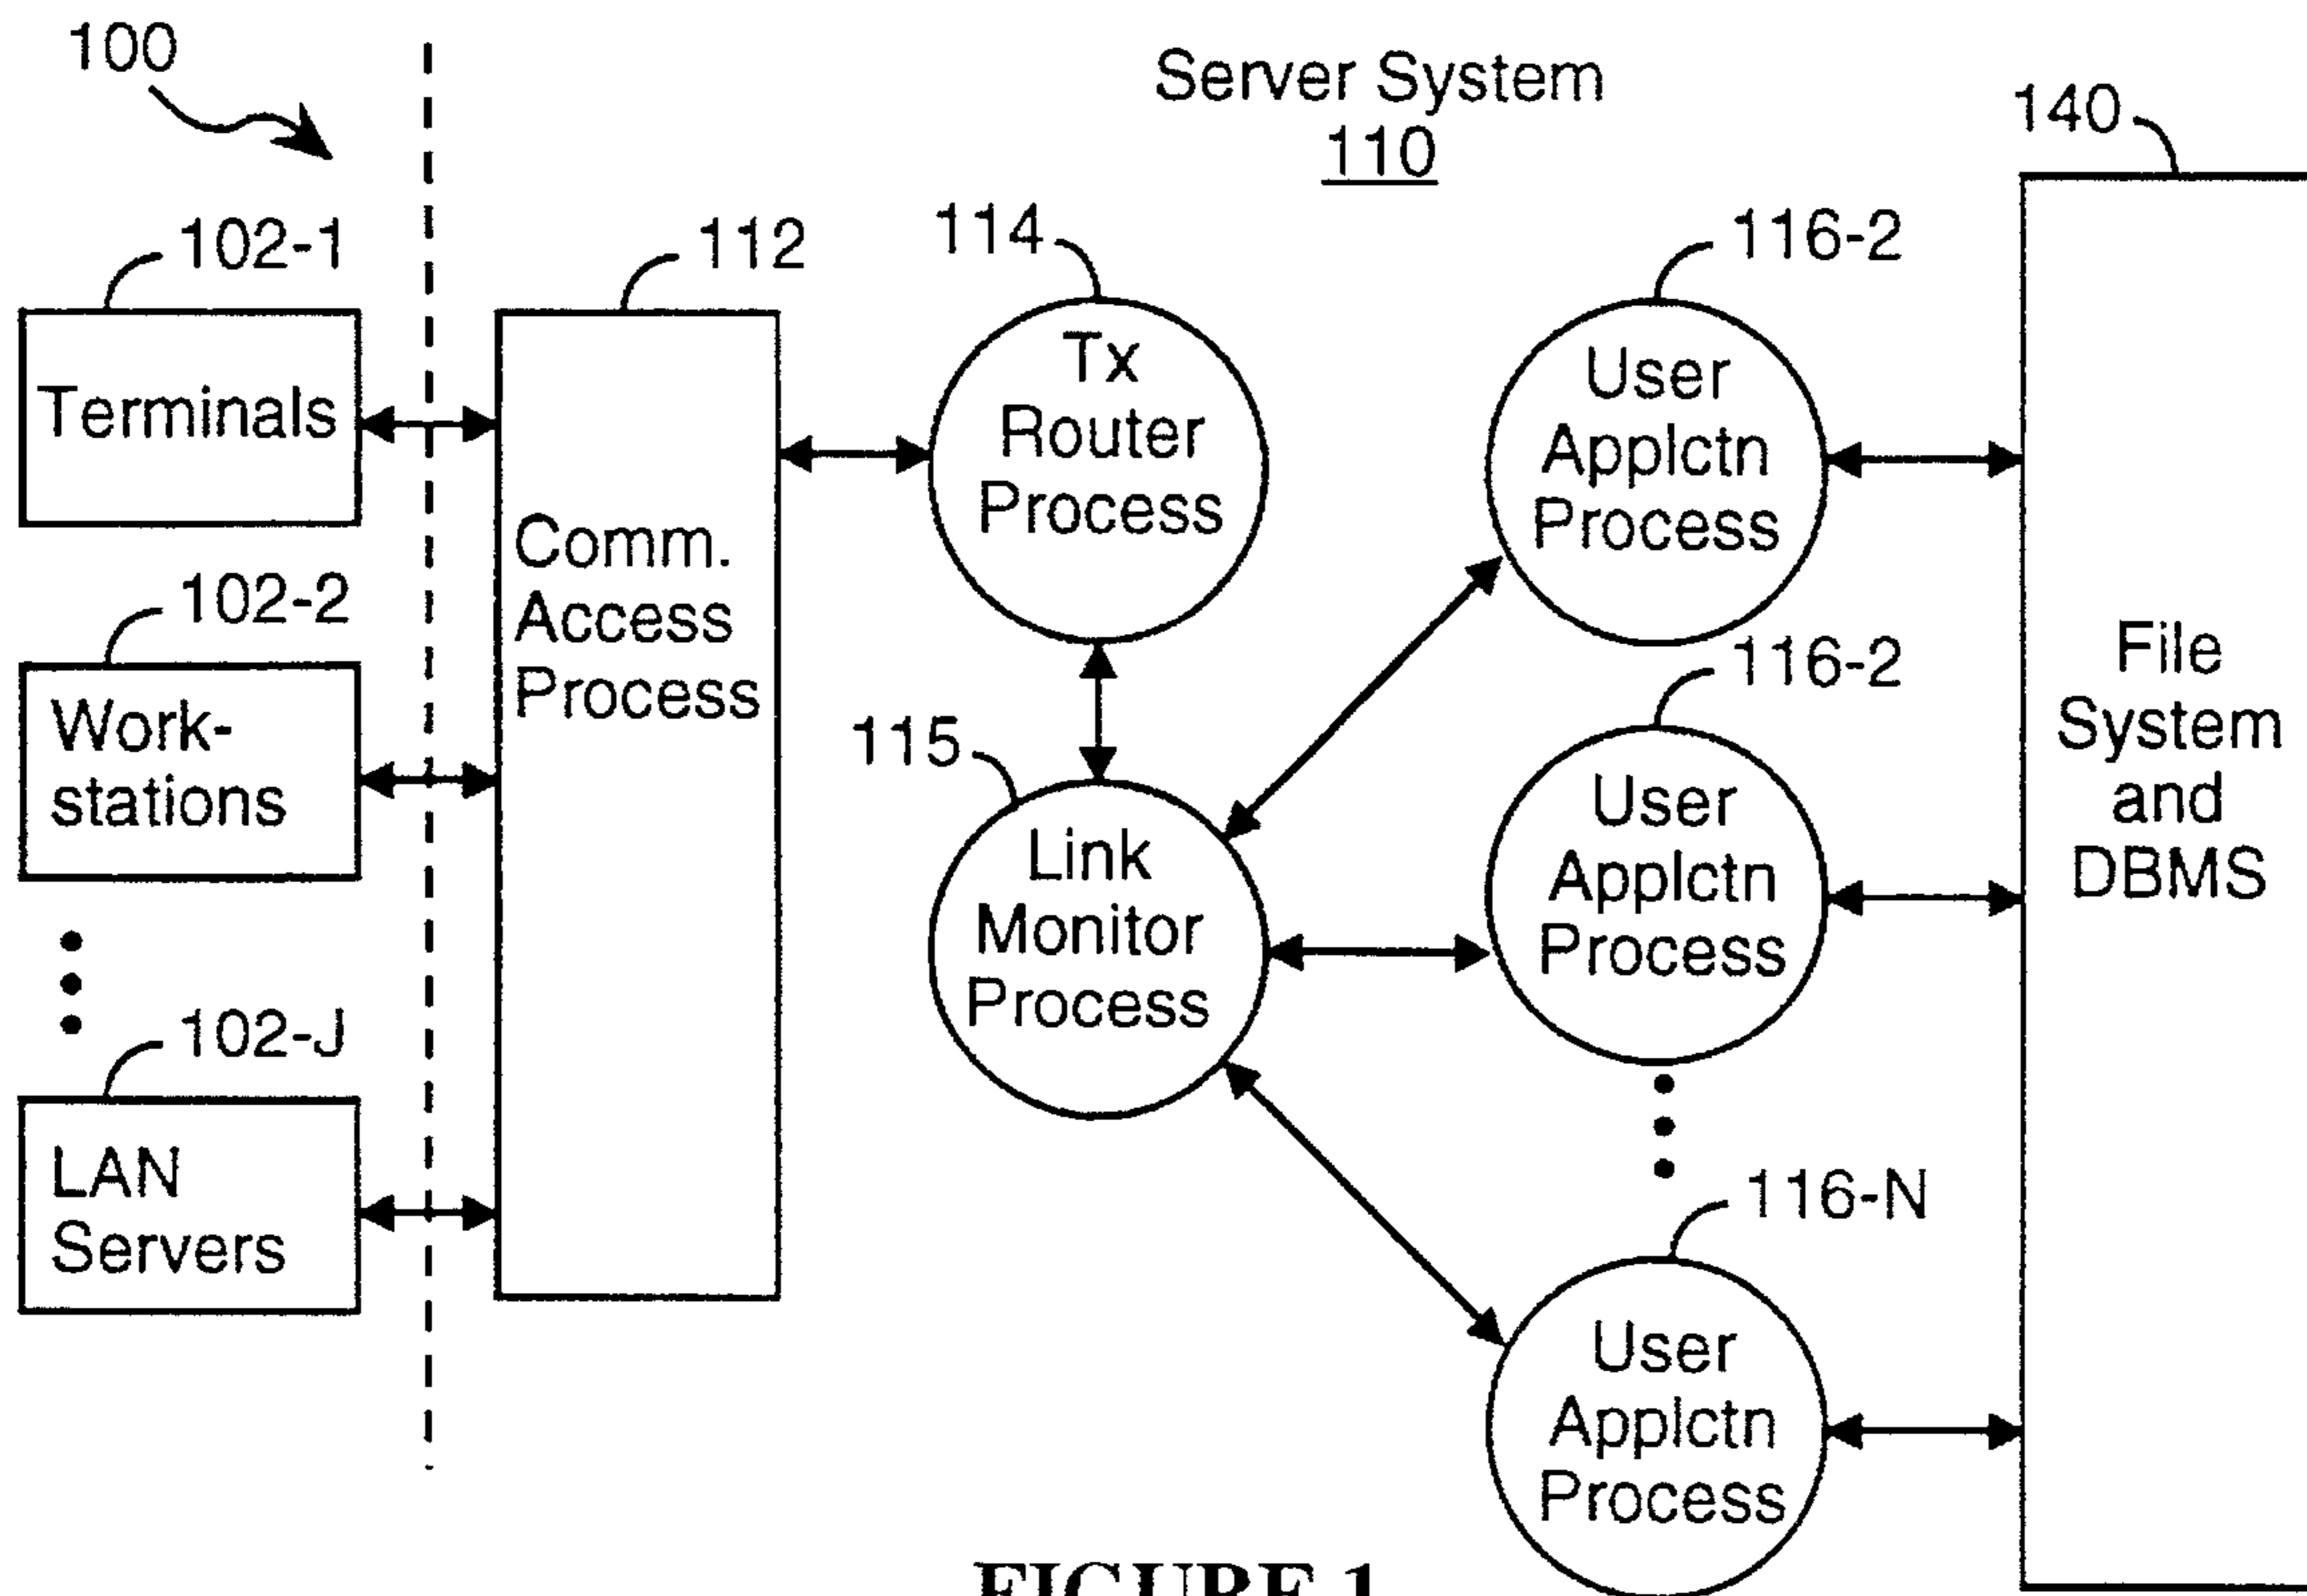 100
Server System
110
140
102-1
112
114
116-2
Terminals
Tx
Router
Process
User
Applctn
Process
102-2
Comm.
Access
Process
116-2
File
System
and
DBMS
Work-
stations
115
Link
Monitor
Process
User
Applctn
Process
102-J
LAN
Servers
116-N
User
Applctn
Process
FIGURE 1